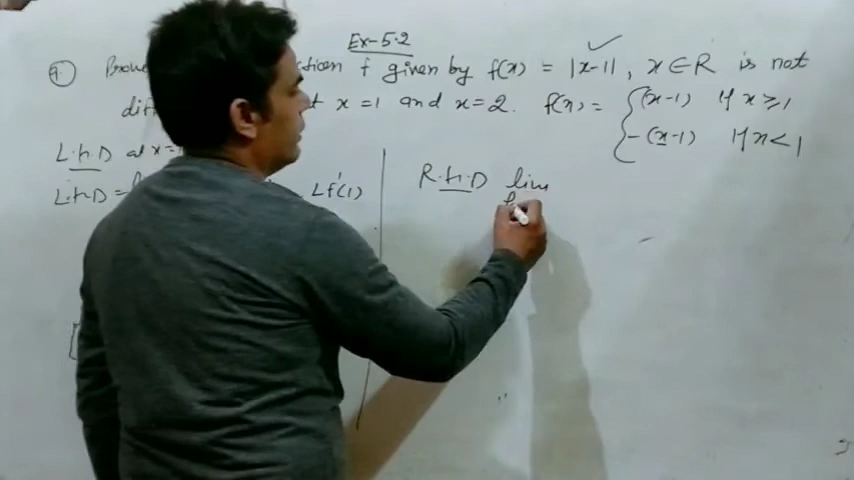 Ex-5.2
9. Prove ction f given by f(x) = |x-1|, x∈R is not
diff t x=1 and x=2. f(x) = { (x-1) If x≥1
-(x-1) If x<1
L.H.D at x=
L.H.D = Lf'(1)
R.H.D lim